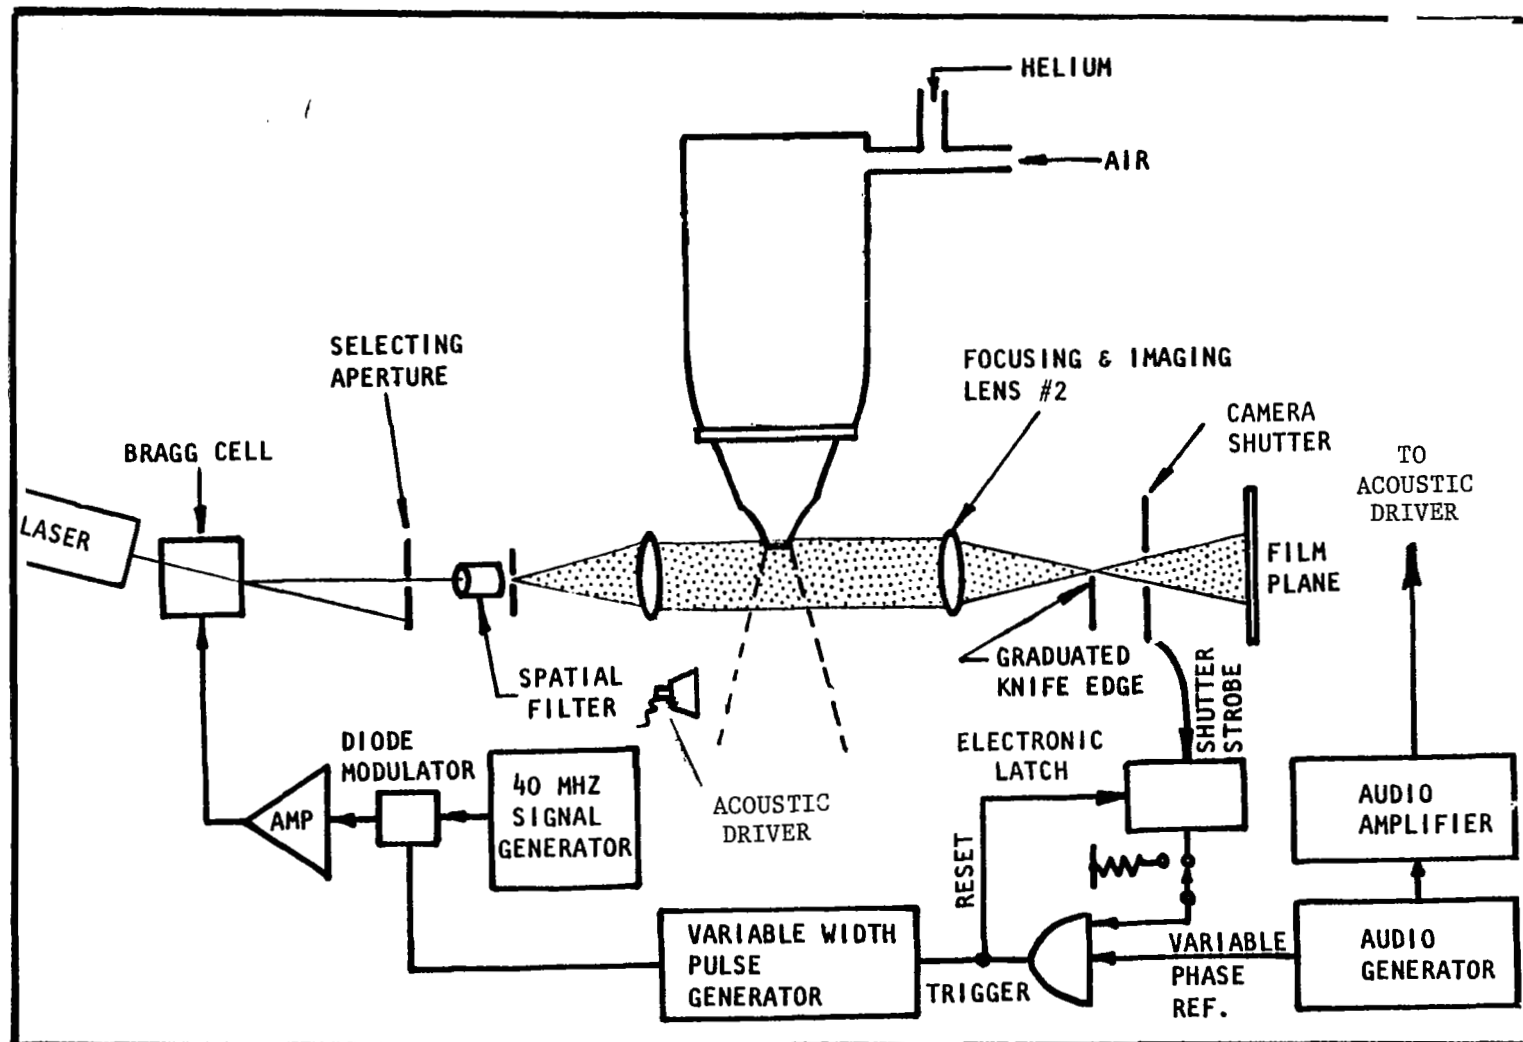 HELIUM
AIR
SELECTING
APERTURE
FOCUSING & IMAGING
LENS #2
CAMERA
SHUTTER
BRAGG CELL
TO
ACOUSTIC
DRIVER
LASER
FILM
PLANE
SPATIAL
FILTER
GRADUATED
KNIFE EDGE
SHUTTER
STROBE
DIODE
MODULATOR
ELECTRONIC
LATCH
40 MHZ
SIGNAL
GENERATOR
AMP
ACOUSTIC
DRIVER
AUDIO
AMPLIFIER
RESET
VARIABLE WIDTH
PULSE
GENERATOR
TRIGGER
VARIABLE
PHASE
REF.
AUDIO
GENERATOR